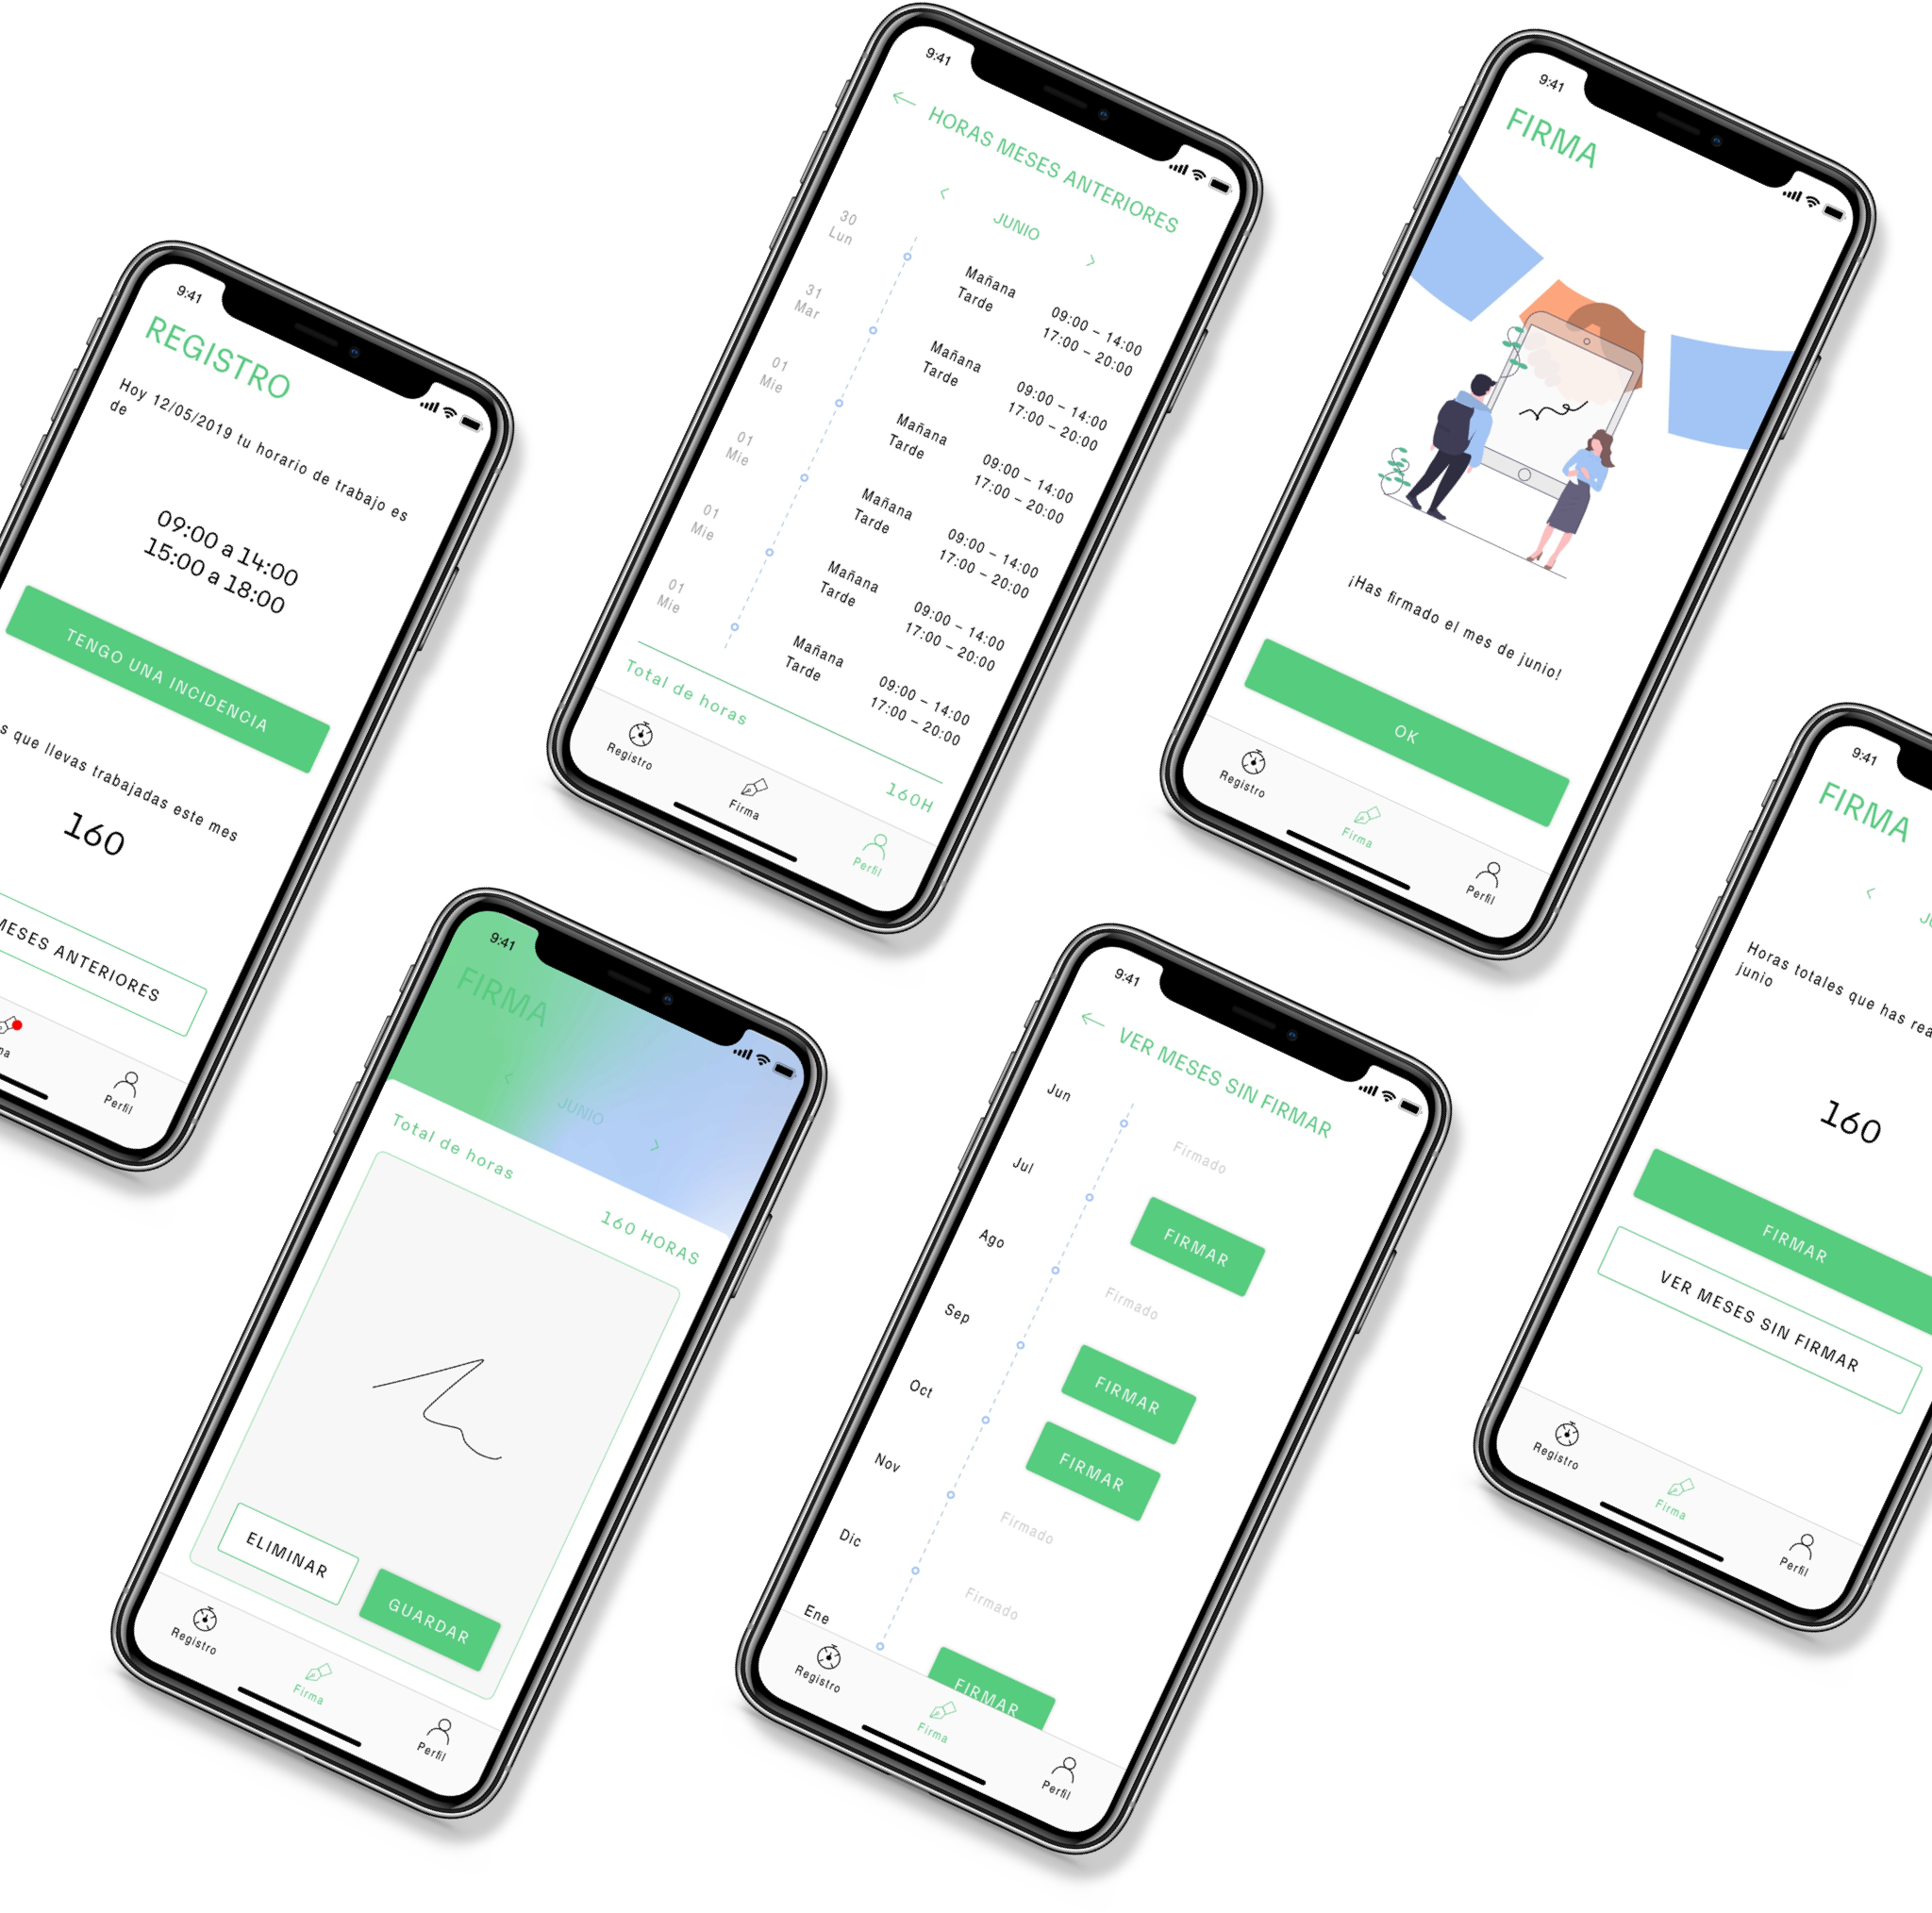 9:41
REGISTRO
Hoy 12/05/2019 tu horario de trabajo es
de
09:00 a 14:00
15:00 a 18:00
TENGO UNA INCIDENCIA
que llevas trabajadas este mes
160
MESES ANTERIORES
Perfil
9:41
HORAS MESES ANTERIORES
JUNIO
30
Lun
Mañana 09:00 – 14:00
Tarde 17:00 – 20:00
31
Mar
Mañana 09:00 – 14:00
Tarde 17:00 – 20:00
01
Mie
Mañana 09:00 – 14:00
Tarde 17:00 – 20:00
01
Mie
Mañana 09:00 – 14:00
Tarde 17:00 – 20:00
01
Mie
Mañana 09:00 – 14:00
Tarde 17:00 – 20:00
01
Mie
Mañana 09:00 – 14:00
Tarde 17:00 – 20:00
Total de horas 160H
Registro
Firma
Perfil
9:41
FIRMA
¡Has firmado el mes de junio!
OK
Registro
Firma
Perfil
9:41
FIRMA
JUNIO
Total de horas
160 HORAS
ELIMINAR
GUARDAR
Registro
Firma
Perfil
9:41
VER MESES SIN FIRMAR
Jun Firmado
Jul FIRMAR
Ago Firmado
Sep FIRMAR
Oct FIRMAR
Nov Firmado
Dic Firmado
Ene FIRMAR
Registro
Firma
Perfil
9:41
FIRMA
Horas totales que has
junio
160
FIRMAR
VER MESES SIN FIRMAR
Registro
Firma
Perfil